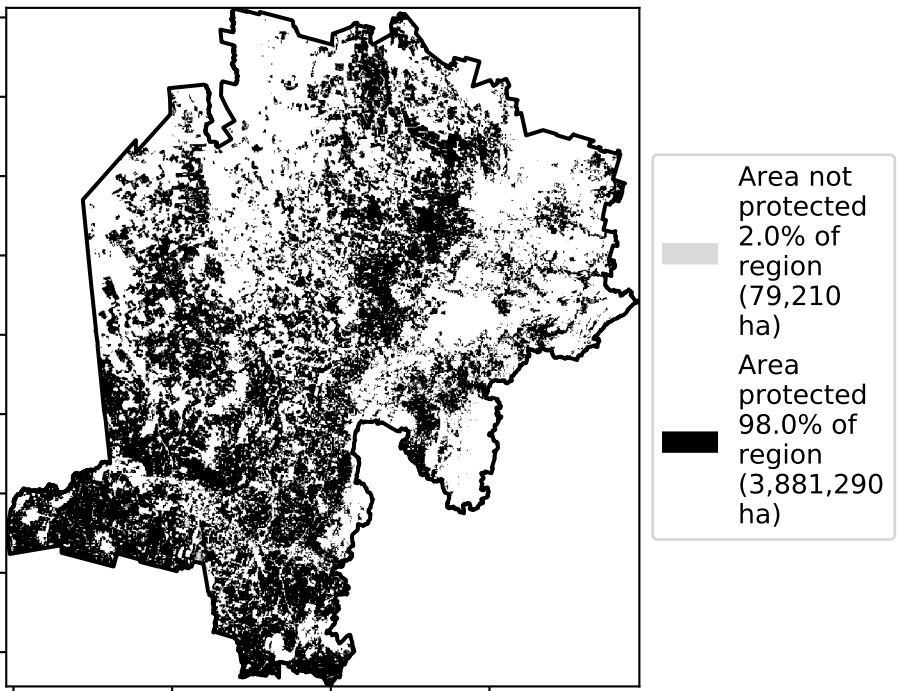 Area not
protected
2.0% of
region
(79,210
ha)
Area
protected
98.0% of
region
(3,881,290
ha)